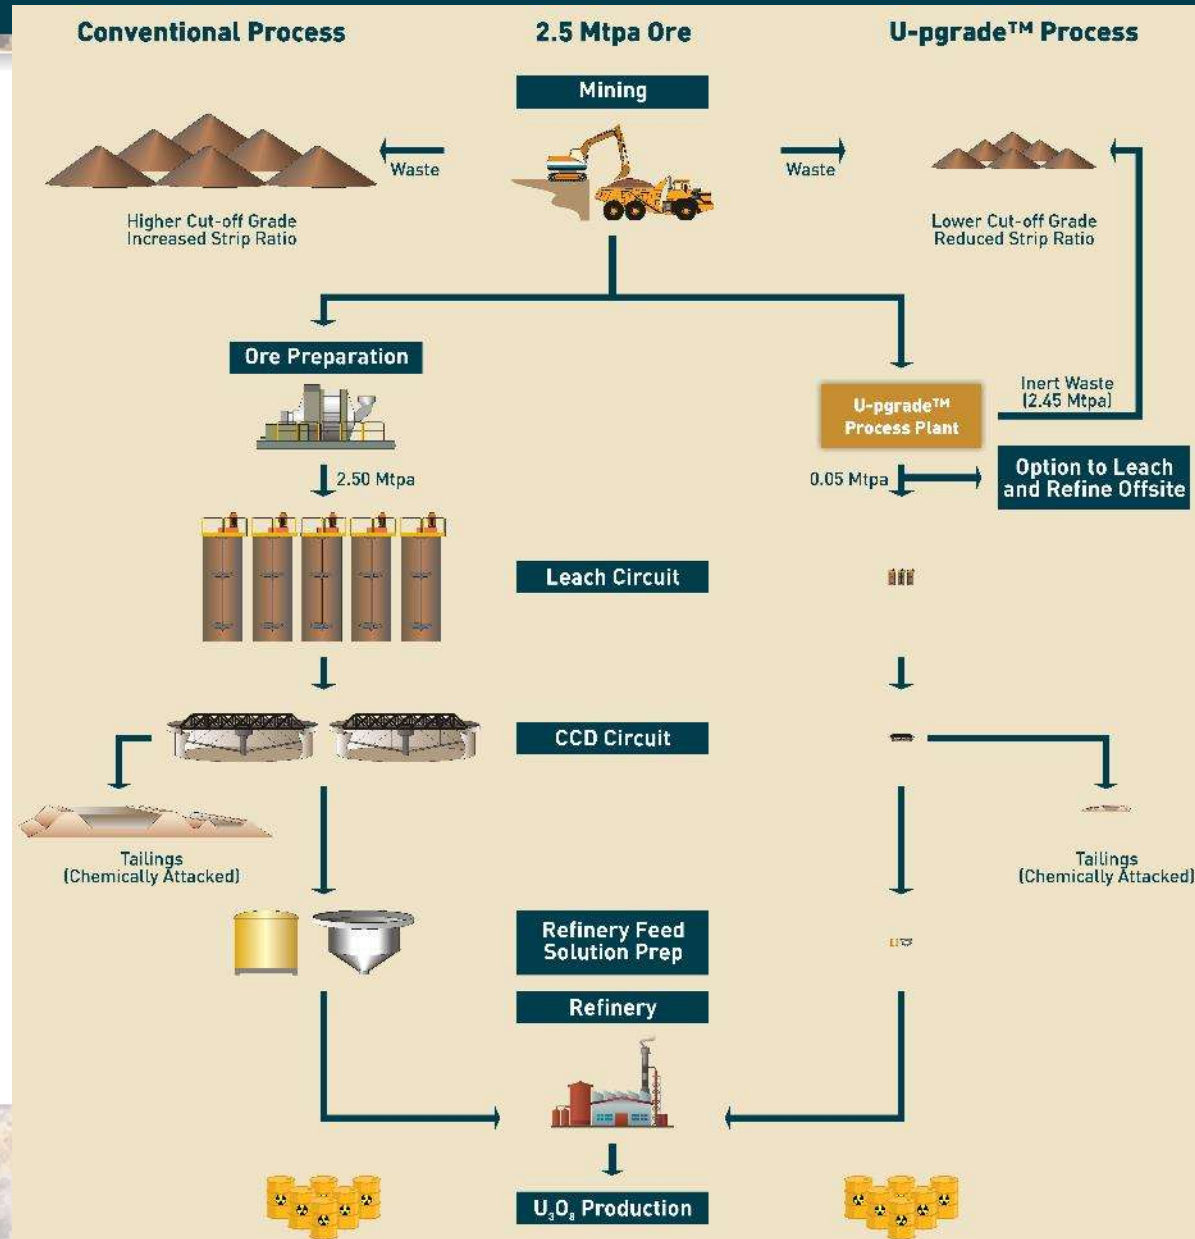 Conventional Process
2.5 Mtpa Ore
U-pgrade™ Process
Mining
Waste
Waste
Higher Cut-off Grade
Increased Strip Ratio
Lower Cut-off Grade
Reduced Strip Ratio
Ore Preparation
U-pgrade™
Process Plant
Inert Waste
(2.45 Mtpa)
2.50 Mtpa
0.05 Mtpa
Option to Leach
and Refine Offsite
Leach Circuit
CCD Circuit
Tailings
(Chemically Attacked)
Tailings
(Chemically Attacked)
Refinery Feed
Solution Prep
Refinery
U₃O₈ Production